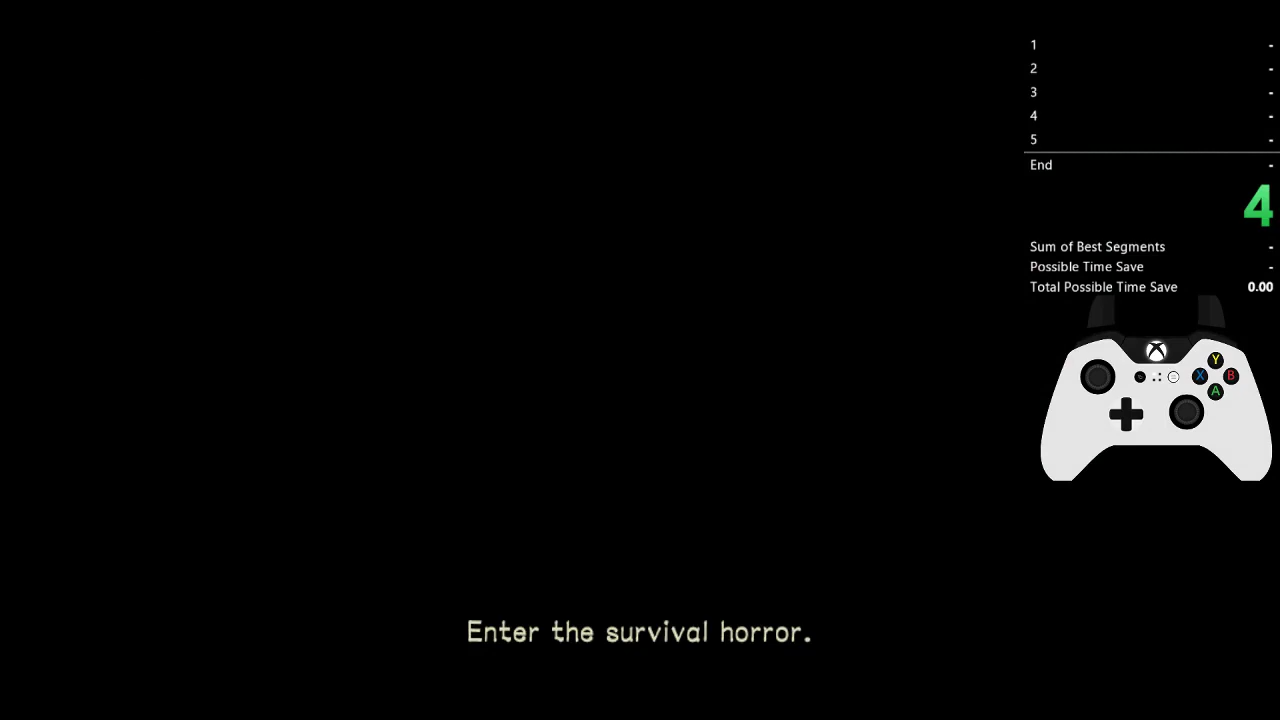 1 -
2 -
3 -
4 -
5 -
End -
4
Sum of Best Segments -
Possible Time Save -
Total Possible Time Save 0.00
Y
X B
A
Enter the survival horror.